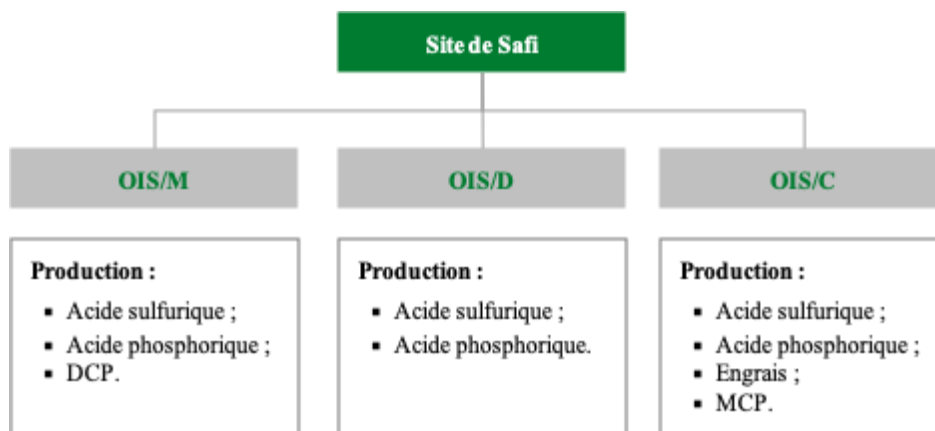 Site de Safi
OIS/M
OIS/D
OIS/C
Production :
▪ Acide sulfurique ;
▪ Acide phosphorique ;
▪ DCP.
Production :
▪ Acide sulfurique ;
▪ Acide phosphorique.
Production :
▪ Acide sulfurique ;
▪ Acide phosphorique ;
▪ Engrais ;
▪ MCP.